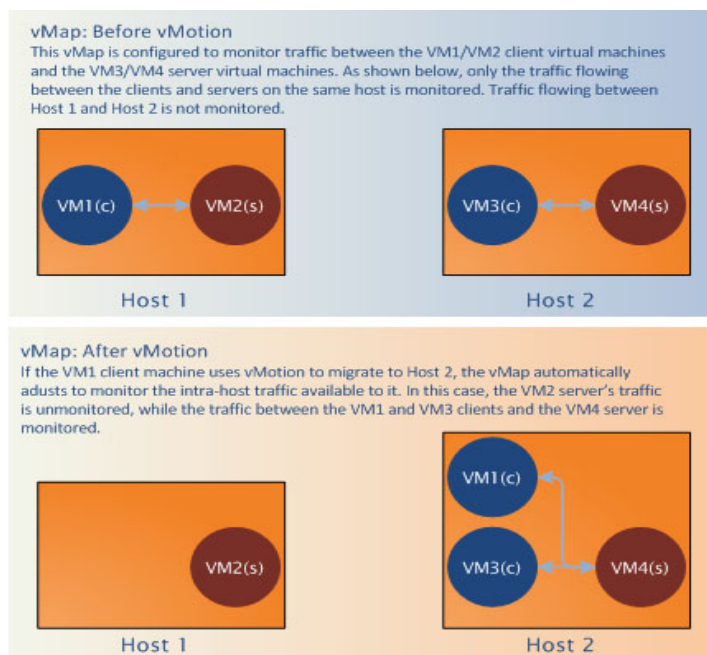 vMap: Before vMotion
This vMap is configured to monitor traffic between the VM1/VM2 client virtual machines
and the VM3/VM4 server virtual machines. As shown below, only the traffic flowing
between the clients and servers on the same host is monitored. Traffic flowing between
Host 1 and Host 2 is not monitored.
VM1(c)
VM2(s)
VM3(c)
VM4(s)
Host 1
Host 2
vMap: After vMotion
If the VM1 client machine uses vMotion to migrate to Host 2, the vMap automatically
adusts to monitor the intra-host traffic available to it. In this case, the VM2 server's traffic
is unmonitored, while the traffic between the VM1 and VM3 clients and the VM4 server is
monitored.
VM1(c)
VM2(s)
VM3(c)
VM4(s)
Host 1
Host 2